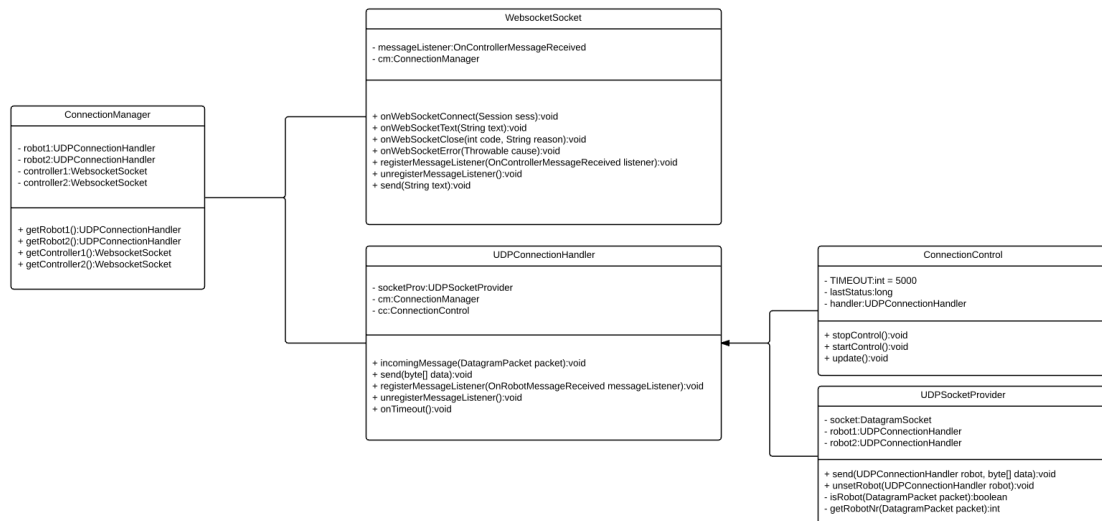 WebsocketSocket
- messageListener:OnControllerMessageReceived
- cm:ConnectionManager
+ onWebSocketConnect(Session sess):void
+ onWebSocketText(String text):void
+ onWebSocketClose(int code, String reason):void
+ onWebSocketError(Throwable cause):void
+ registerMessageListener(OnControllerMessageReceived listener):void
+ unregisterMessageListener():void
+ send(String text):void
ConnectionManager
- robot1:UDPConnectionHandler
- robot2:UDPConnectionHandler
- controller1:WebsocketSocket
- controller2:WebsocketSocket
+ getRobot1():UDPConnectionHandler
+ getRobot2():UDPConnectionHandler
+ getController1():WebsocketSocket
+ getController2():WebsocketSocket
UDPConnectionHandler
- socketProv:UDPSocketProvider
- cm:ConnectionManager
- cc:ConnectionControl
+ incomingMessage(DatagramPacket packet):void
+ send(byte[] data):void
+ registerMessageListener(OnRobotMessageReceived messageListener):void
+ unregisterMessageListener():void
+ onTimeout():void
ConnectionControl
- TIMEOUT:int = 5000
- lastStatus:long
- handler:UDPConnectionHandler
+ stopControl():void
+ startControl():void
+ update():void
UDPSocketProvider
- socket:DatagramSocket
- robot1:UDPConnectionHandler
- robot2:UDPConnectionHandler
+ send(UDPConnectionHandler robot, byte[] data):void
+ unsetRobot(UDPConnectionHandler robot):void
- isRobot(DatagramPacket packet):boolean
- getRobotNr(DatagramPacket packet):int